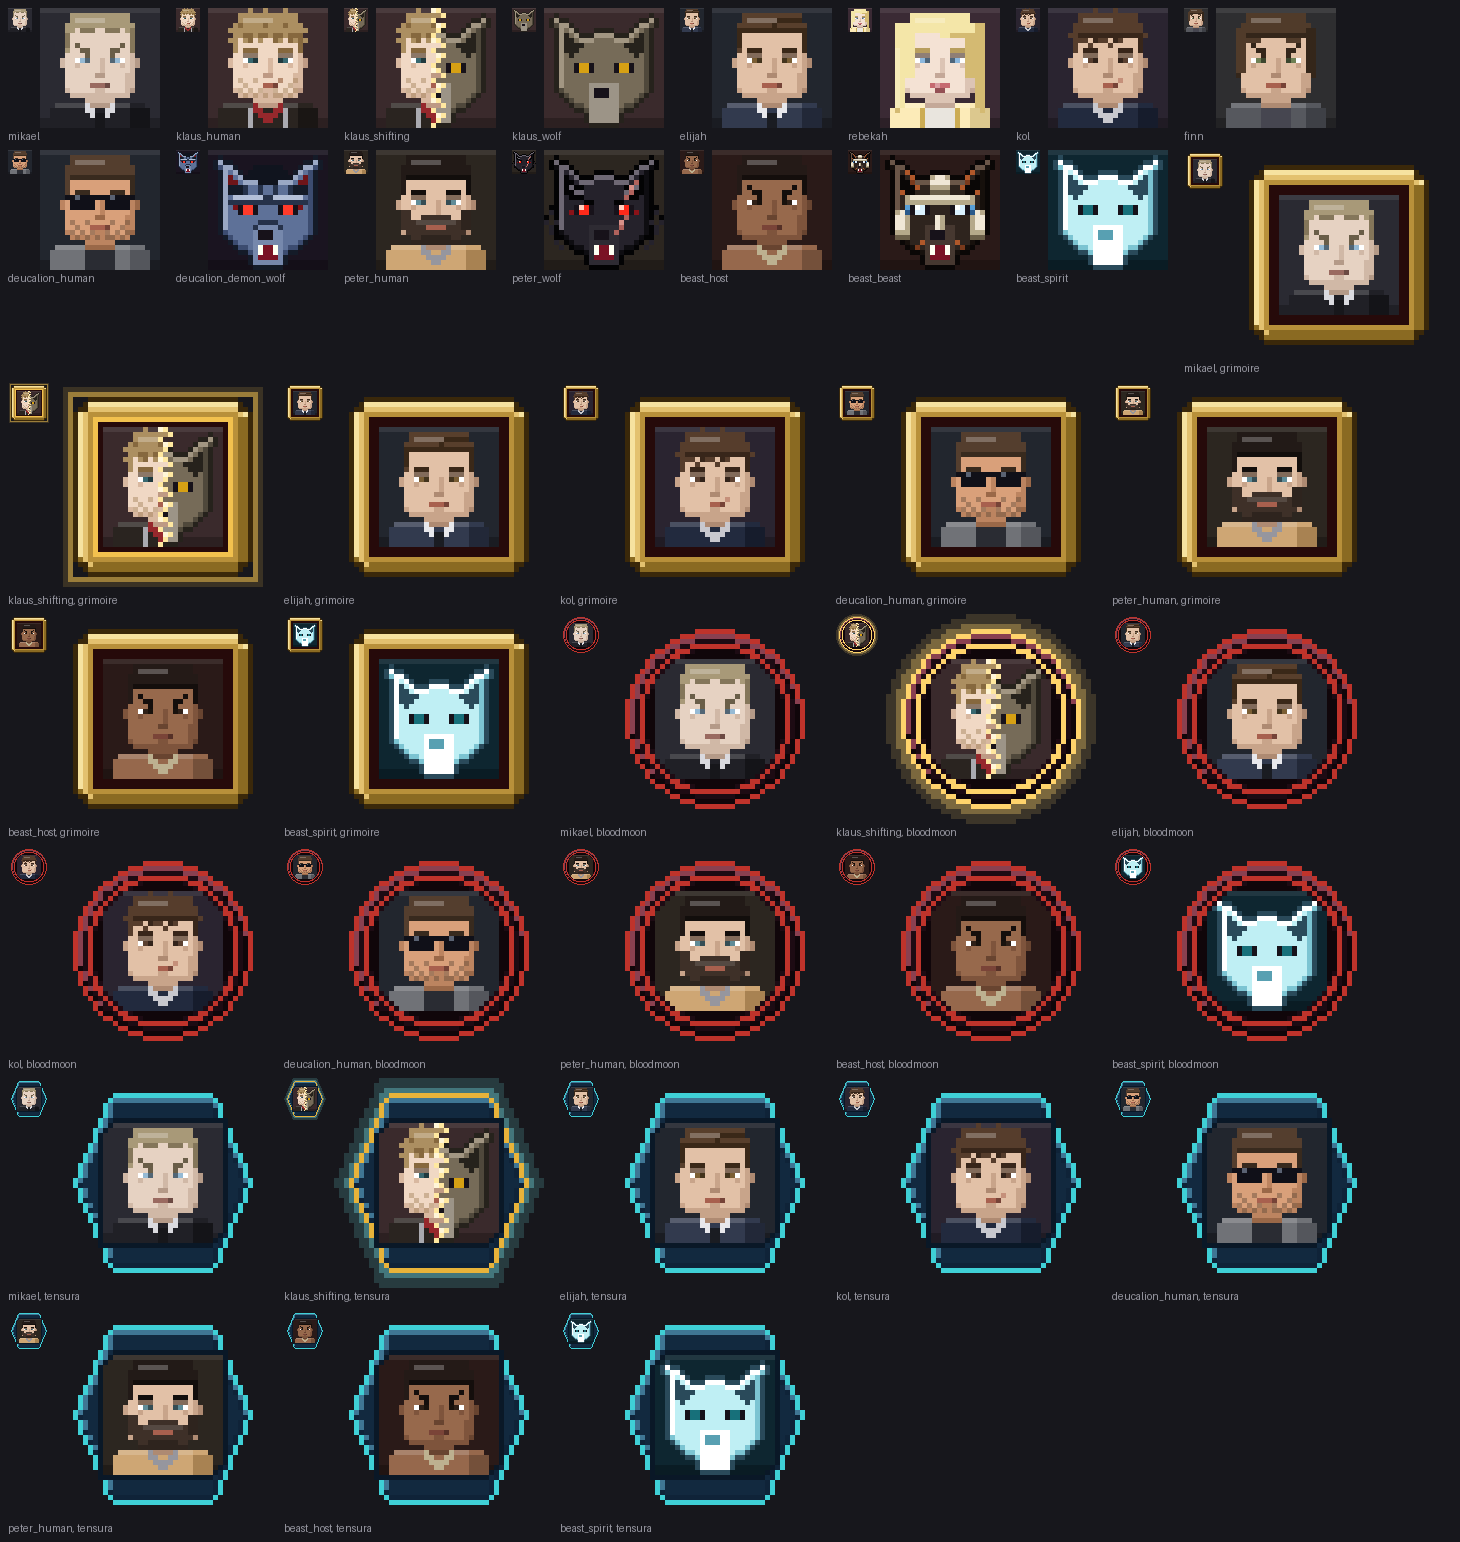 mikael
klaus_human
klaus_shifting
klaus_wolf
elijah
rebekah
kol
finn
deucalion_human
deucalion_demon_wolf
peter_human
peter_wolf
beast_host
beast_beast
beast_spirit
mikael, grimoire
klaus_shifting, grimoire
elijah, grimoire
kol, grimoire
deucalion_human, grimoire
peter_human, grimoire
beast_host, grimoire
beast_spirit, grimoire
mikael, bloodmoon
klaus_shifting, bloodmoon
elijah, bloodmoon
kol, bloodmoon
deucalion_human, bloodmoon
peter_human, bloodmoon
beast_host, bloodmoon
beast_spirit, bloodmoon
mikael, tensura
klaus_shifting, tensura
elijah, tensura
kol, tensura
deucalion_human, tensura
peter_human, tensura
beast_host, tensura
beast_spirit, tensura